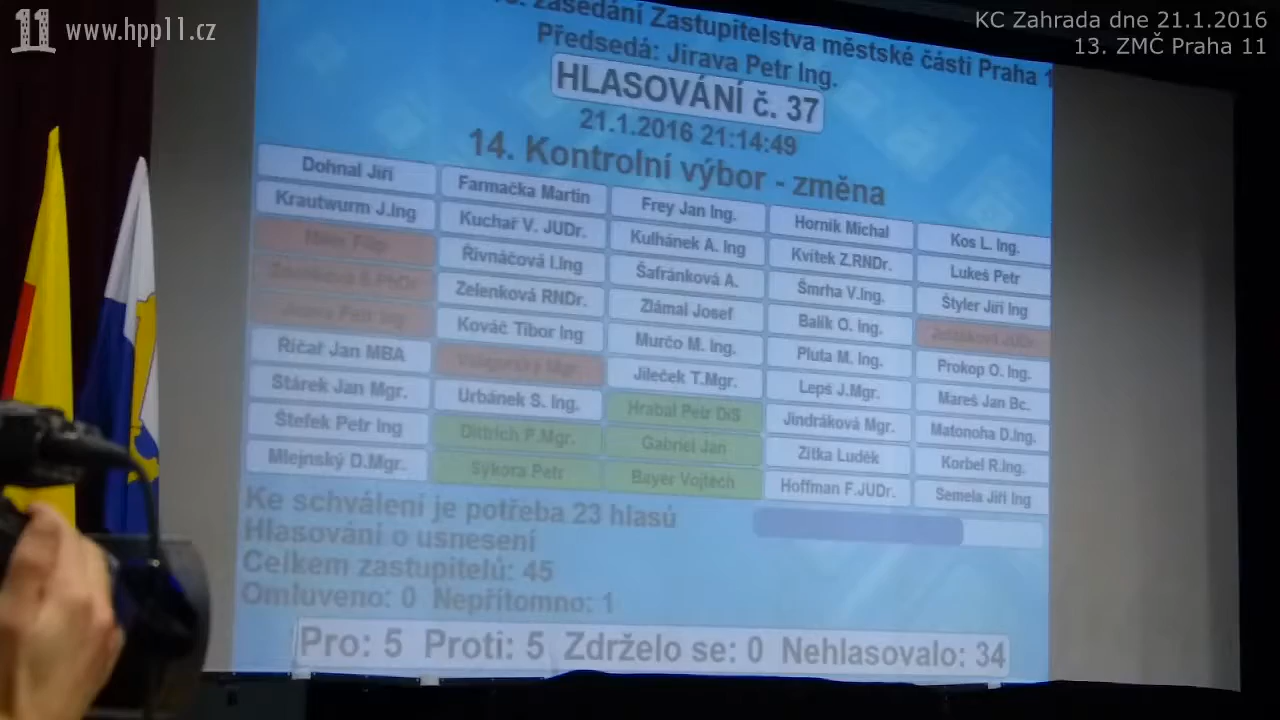 11 www.hpp11.cz
KC Zahrada dne 21.1.2016
13. ZMČ Praha 11
zasedání Zastupitelstva městské části Praha 1
Předsedá: Jirava Petr Ing.
HLASOVÁNÍ č. 37
21.1.2016 21:14:49
14. Kontrolní výbor - změna
Dohnal Jiří Farmačka Martin Frey Jan Ing. Horník Michal Kos L. Ing.
Krautwurm J.Ing Kuchař V. JUDr. Kulhánek A. Ing Kvítek Z.RNDr. Lukeš Petr
Řivnáčová I.Ing Šafránková A. Šmrha V.Ing. Štyler Jiří Ing
Zelenková RNDr. Zlámal Josef Balík O. Ing.
Jirava Petr Ing Kováč Tibor Ing Murčo M. Ing. Pluta M. Ing. Prokop O. Ing.
Říčař Jan MBA Jileček T.Mgr. Lepš J.Mgr. Mareš Jan Bc.
Stárek Jan Mgr. Urbánek S. Ing. Hrabal Petr DiS Jindráková Mgr. Matonoha D.Ing.
Štefek Petr Ing Dittrich P.Mgr. Gabriel Jan Zítka Luděk Korbel R.Ing.
Mlejnský D.Mgr. Sýkora Petr Bayer Vojtěch Hoffman F.JUDr. Semela Jiří Ing
Ke schválení je potřeba 23 hlasů
Hlasování o usnesení
Celkem zastupitelů: 45
Omluveno: 0 Nepřítomno: 1
Pro: 5 Proti: 5 Zdrželo se: 0 Nehlasovalo: 34